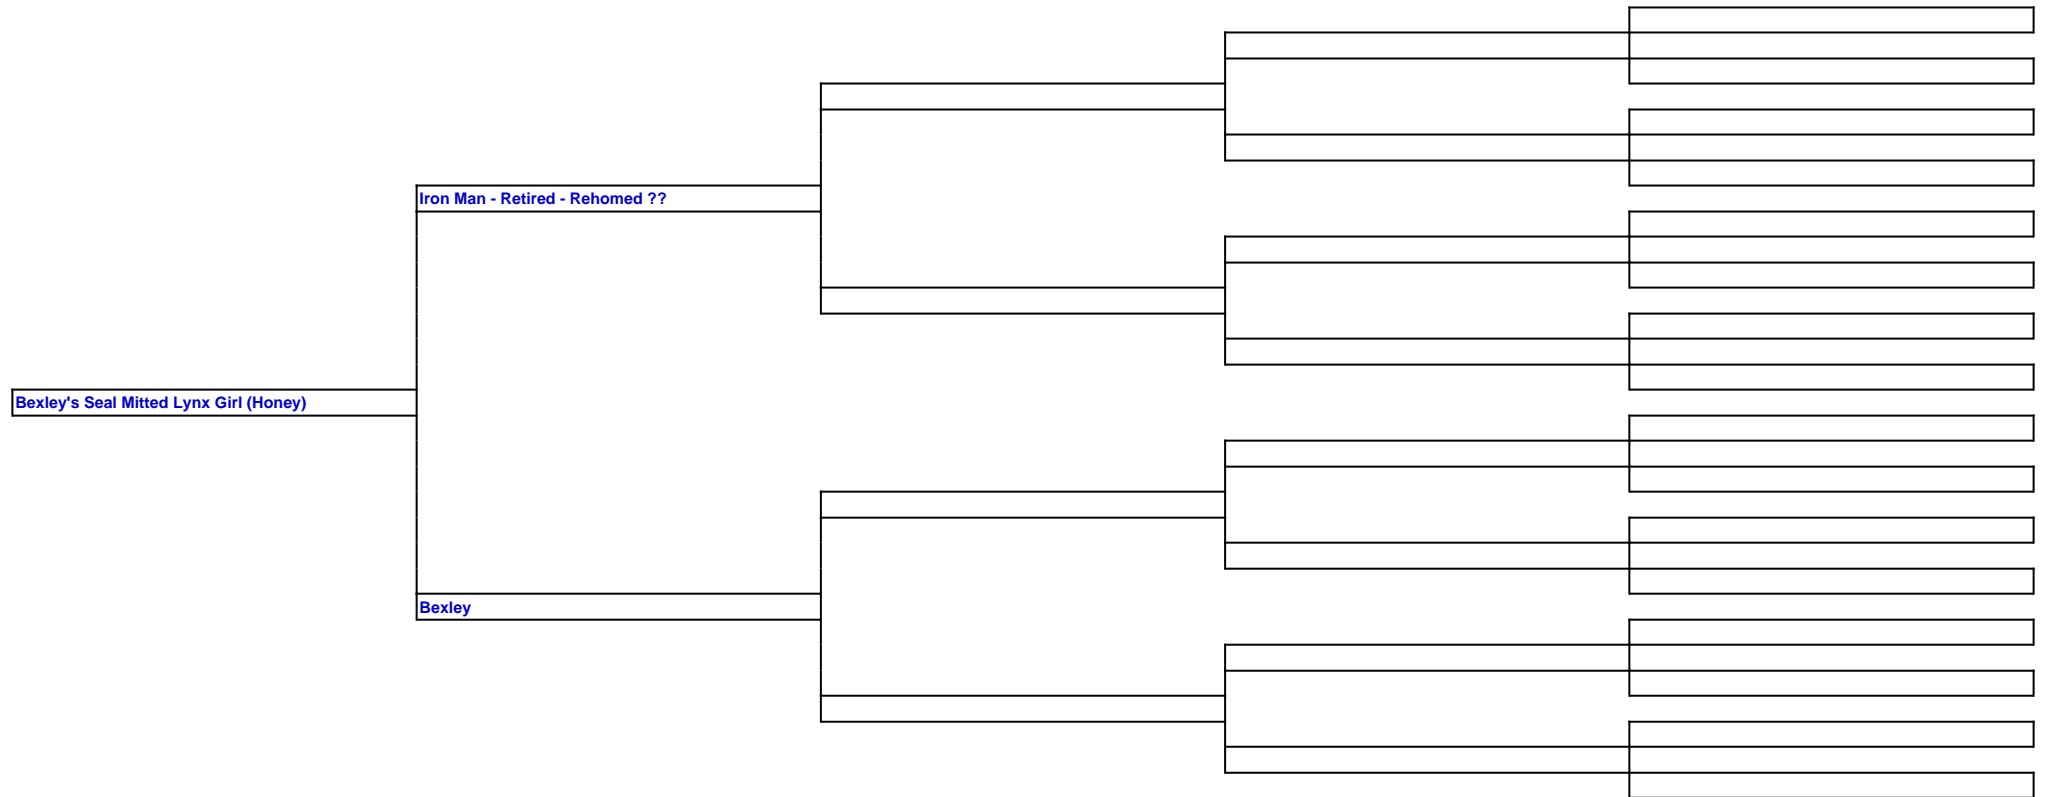 Iron Man - Retired - Rehomed ??
Bexley's Seal Mitted Lynx Girl (Honey)
Bexley